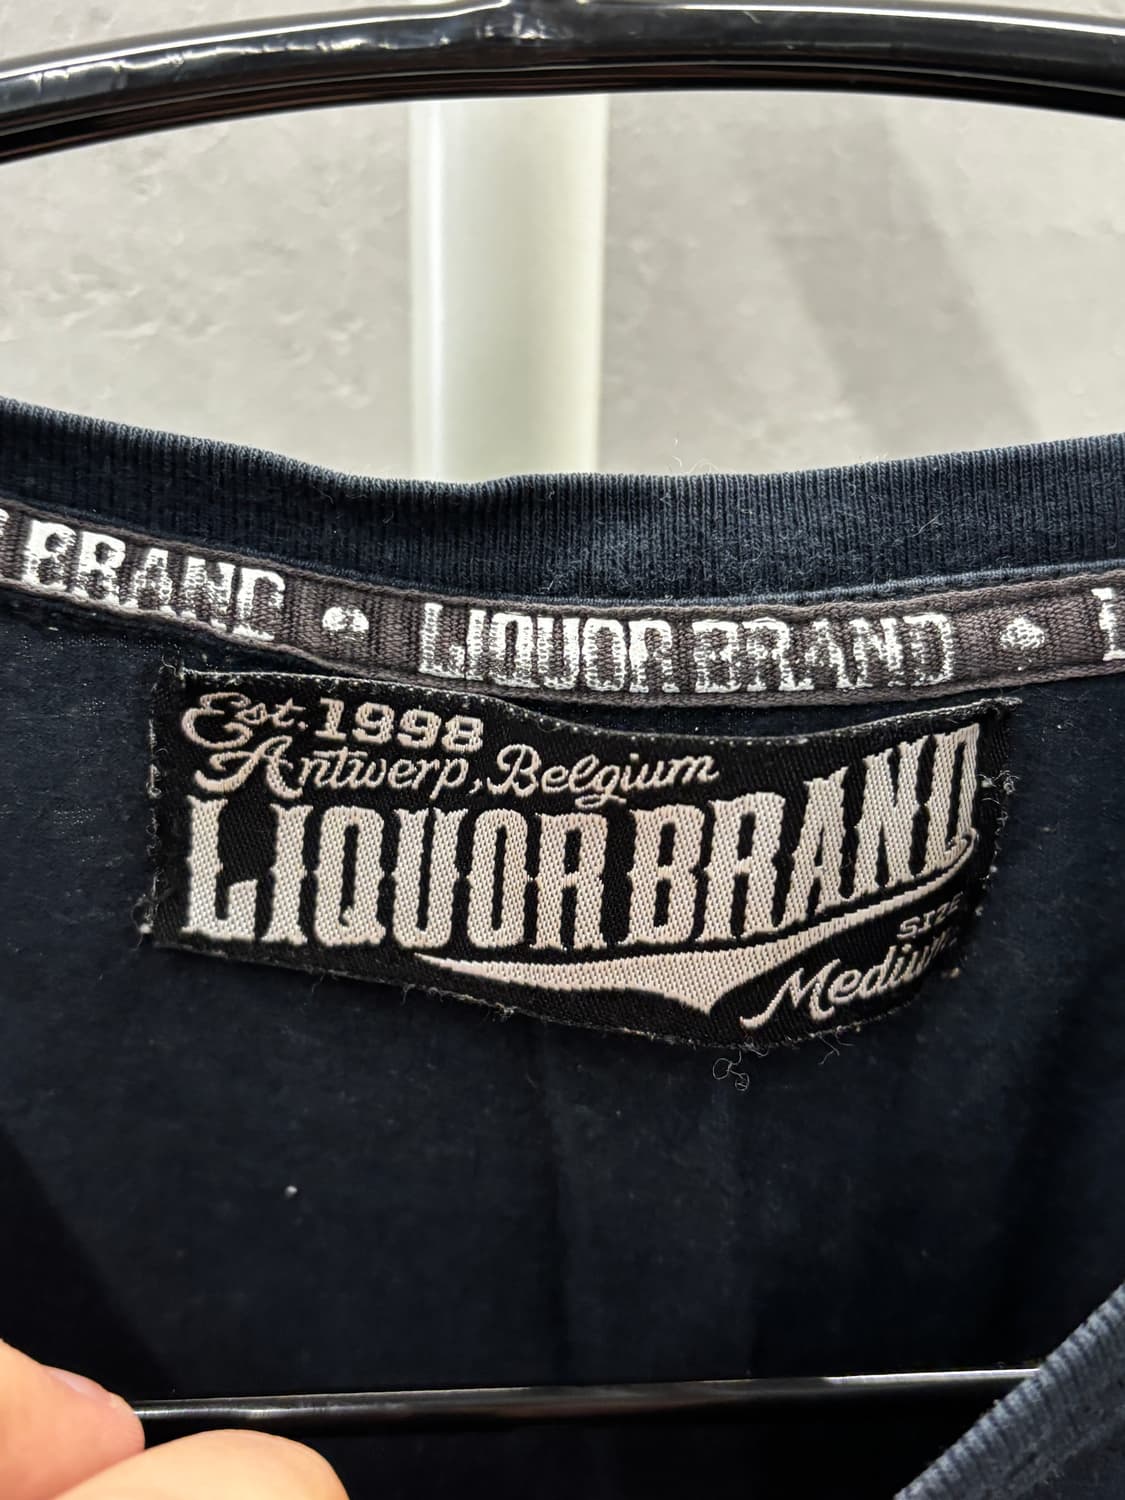 BRAND • LIQUOR BRAND • L
Est. 1998
Antwerp, Belgium
LIQUOR BRAND
SIZE
Medium